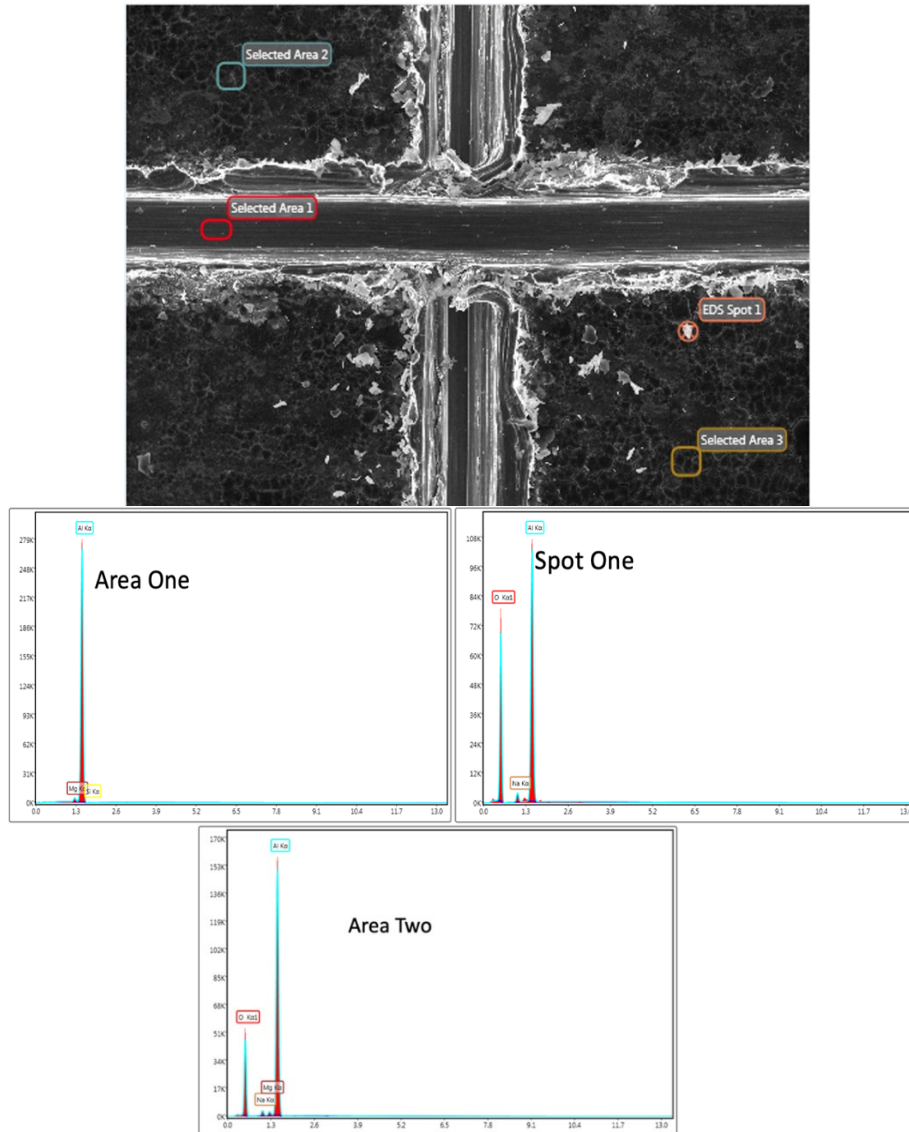 Selected Area 2
Selected Area 1
EDS Spot 1
Selected Area 3
Al Kα
279K
248K
217K
186K
155K
124K
93K
62K
31K
0K
Area One
Mg Kα
Si Kα
0.0 1.3 2.6 3.9 5.2 6.5 7.8 9.1 10.4 11.7 13.0
Al Kα
108K
96K
84K
72K
60K
48K
36K
24K
12K
0K
Spot One
O Kα1
Na Kα
0.0 1.3 2.6 3.9 5.2 6.5 7.8 9.1 10.4 11.7 13.0
Al Kα
170K
153K
136K
119K
102K
85K
68K
51K
34K
17K
0K
Area Two
O Kα1
Mg Kα
Na Kα
0.0 1.3 2.6 3.9 5.2 6.5 7.8 9.1 10.4 11.7 13.0